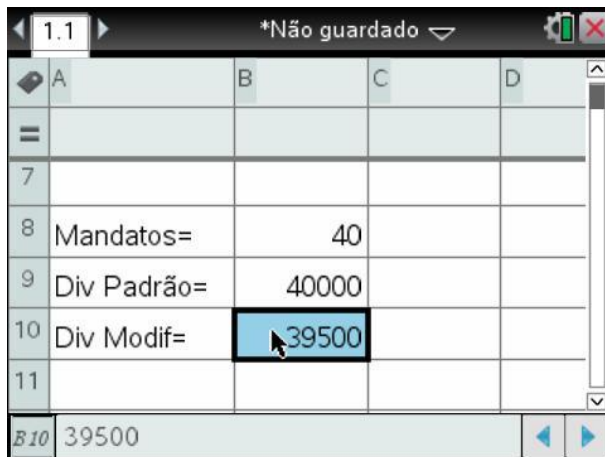 1.1 *Não guardado
A B C D
=
7
8 Mandatos= 40
9 Div Padrão= 40000
10 Div Modif= 39500
11
B10 39500